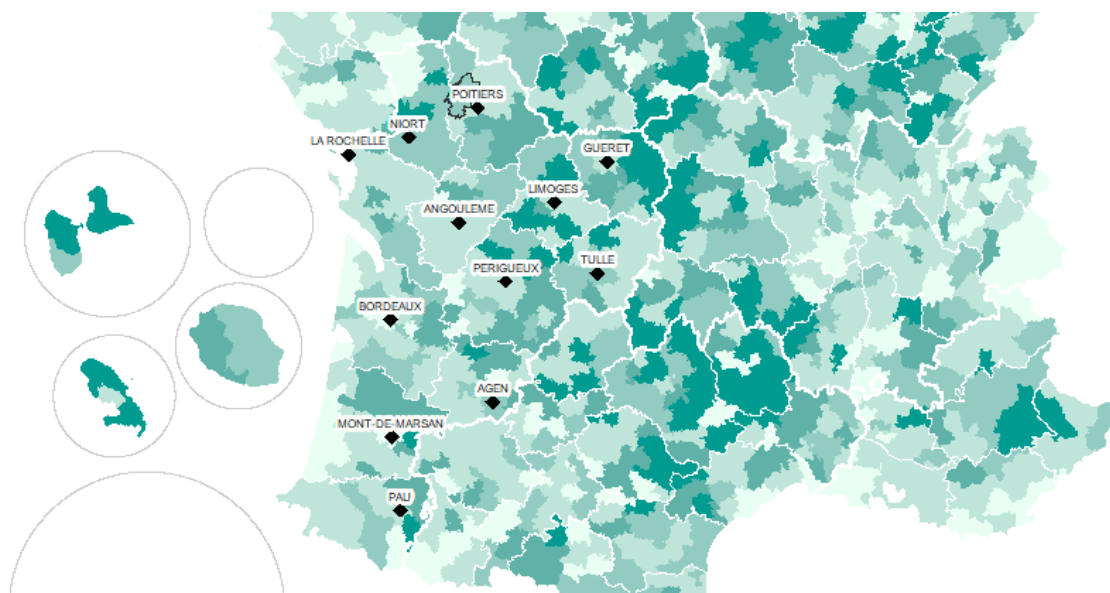 POITIERS
NIORT
LA ROCHELLE
GUERET
LIMOGES
ANGOULEME
TULLE
PERIGUEUX
BORDEAUX
AGEN
MONT-DE-MARSAN
PAU